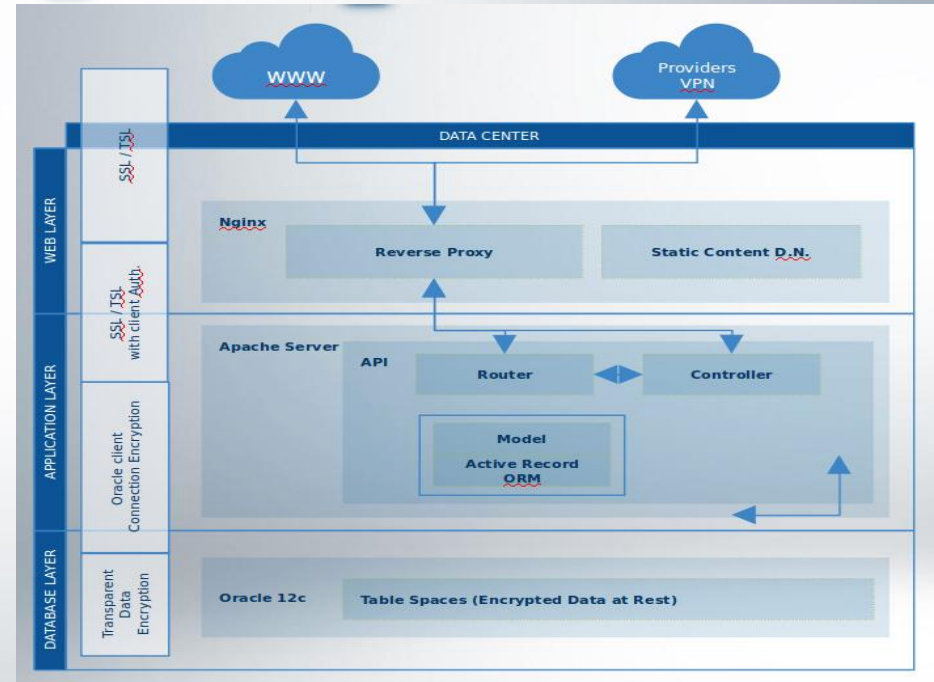 www
Providers
VPN
DATA CENTER
WEB LAYER
SSL / TSL
Nginx
Reverse Proxy
Static Content D.N.
SSL / TSL
with client Auth.
APPLICATION LAYER
Apache Server
API
Router
Controller
Model
Active Record
ORM
Oracle client
Connection Encryption
DATABASE LAYER
Transparent
Data
Encryption
Oracle 12c
Table Spaces (Encrypted Data at Rest)